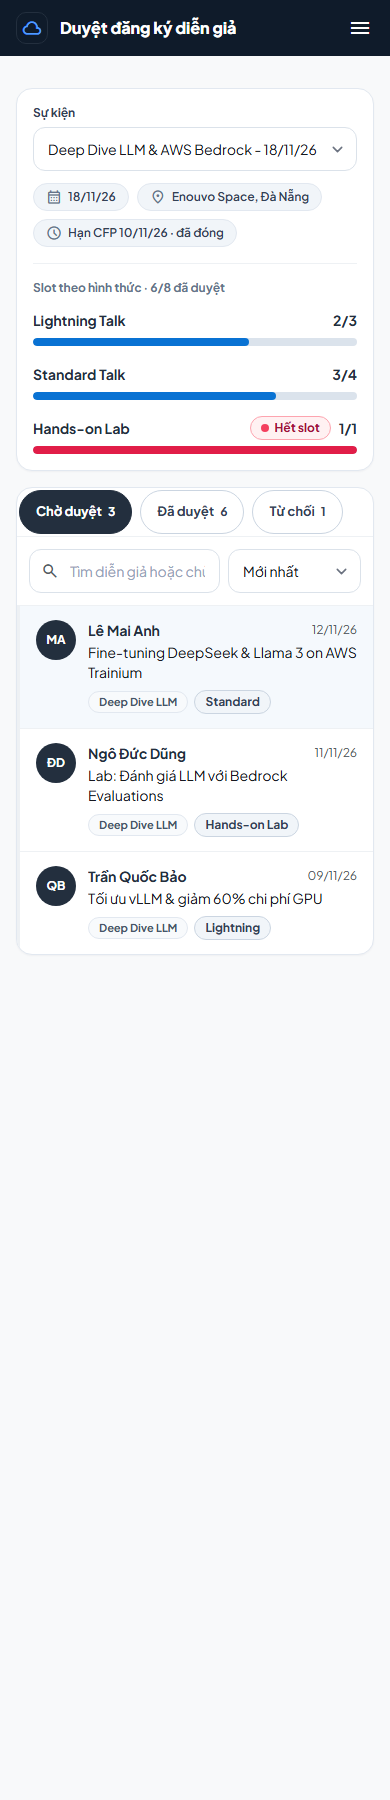 Duyệt đăng ký diễn giả
Sự kiện
Deep Dive LLM & AWS Bedrock - 18/11/26
18/11/26
Enouvo Space, Đà Nẵng
Hạn CFP 10/11/26 · đã đóng
Slot theo hình thức · 6/8 đã duyệt
Lightning Talk 2/3
Standard Talk 3/4
Hands-on Lab Hết slot 1/1
Chờ duyệt 3
Đã duyệt 6
Từ chối 1
Tìm diễn giả hoặc chủ
Mới nhất
MA
Lê Mai Anh 12/11/26
Fine-tuning DeepSeek & Llama 3 on AWS
Trainium
Deep Dive LLM Standard
ĐD
Ngô Đức Dũng 11/11/26
Lab: Đánh giá LLM với Bedrock
Evaluations
Deep Dive LLM Hands-on Lab
QB
Trần Quốc Bảo 09/11/26
Tối ưu vLLM & giảm 60% chi phí GPU
Deep Dive LLM Lightning